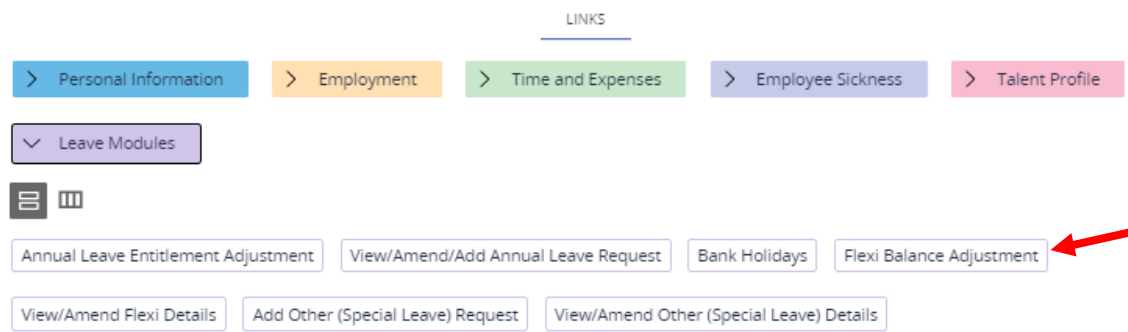 LINKS
Personal Information Employment Time and Expenses Employee Sickness Talent Profile
Leave Modules
Annual Leave Entitlement Adjustment View/Amend/Add Annual Leave Request Bank Holidays Flexi Balance Adjustment
View/Amend Flexi Details Add Other (Special Leave) Request View/Amend Other (Special Leave) Details